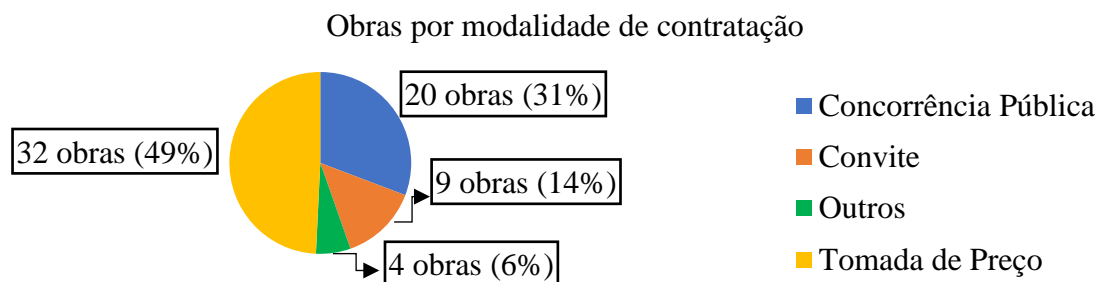 Obras por modalidade de contratação
20 obras (31%)
32 obras (49%)
9 obras (14%)
4 obras (6%)
Concorrência Pública
Convite
Outros
Tomada de Preço